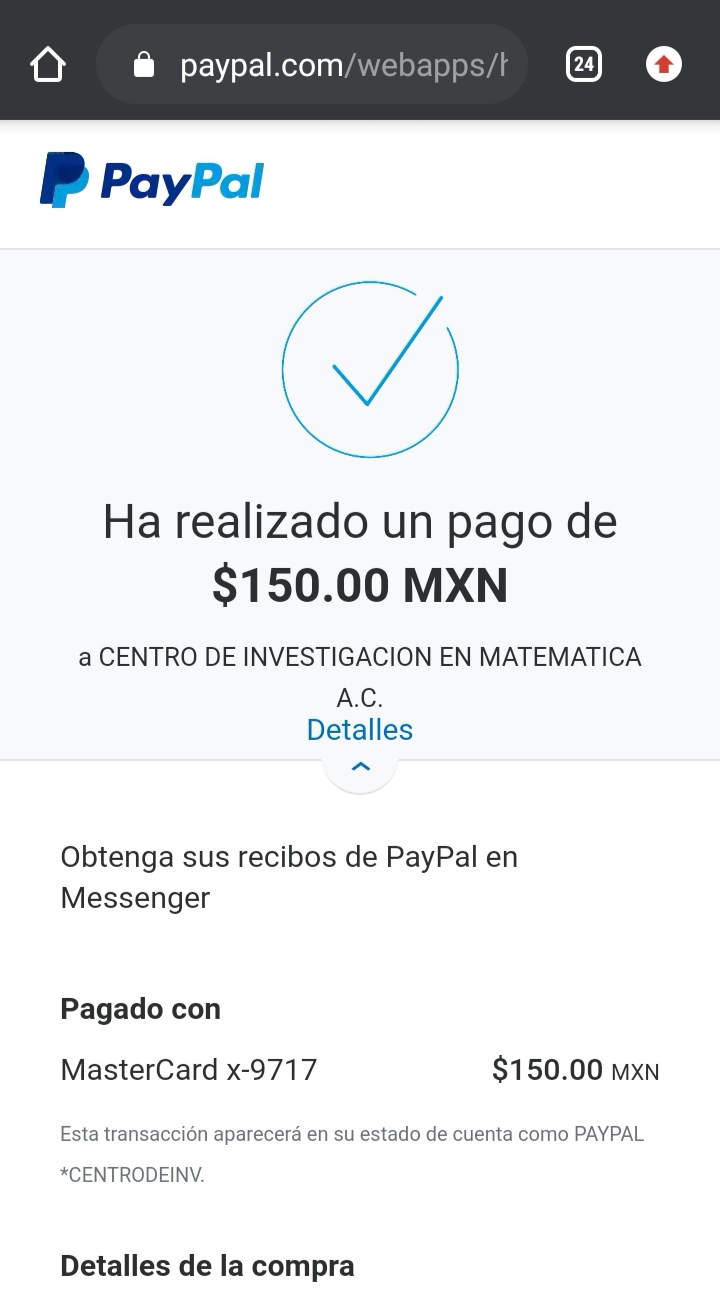 paypal.com/webapps/h
24
PayPal
Ha realizado un pago de
$150.00 MXN
a CENTRO DE INVESTIGACION EN MATEMATICA
A.C.
Detalles
Obtenga sus recibos de PayPal en
Messenger
Pagado con
MasterCard x-9717 $150.00 MXN
Esta transacción aparecerá en su estado de cuenta como PAYPAL
*CENTRODEINV.
Detalles de la compra